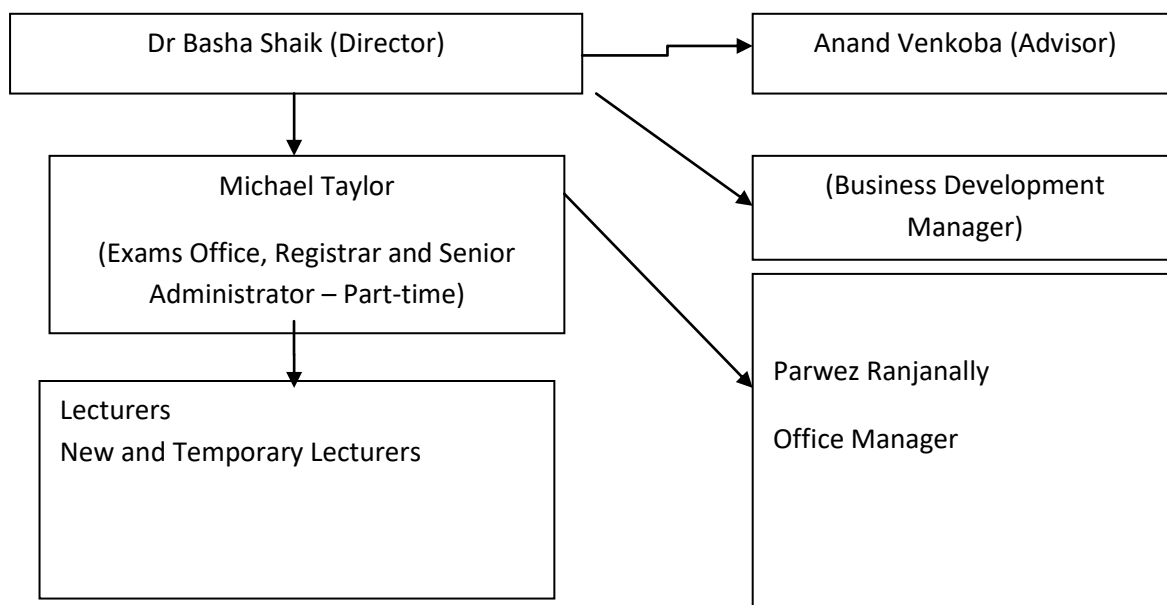 Dr Basha Shaik (Director)
Anand Venkoba (Advisor)
Michael Taylor
(Exams Office, Registrar and Senior
Administrator – Part-time)
(Business Development
Manager)
Lecturers
New and Temporary Lecturers
Parwez Ranjanally
Office Manager